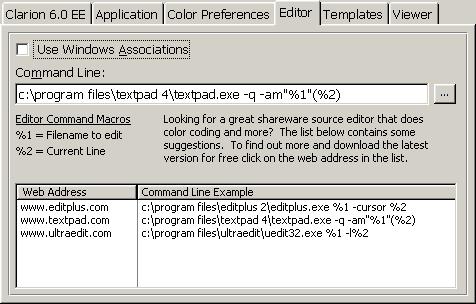 Clarion 6.0 EE Application Color Preferences Editor Templates Viewer
Use Windows Associations
Command Line:
c:\program files\textpad 4\textpad.exe -q -am"%1"(%2) ...
Editor Command Macros
%1 = Filename to edit
%2 = Current Line
Looking for a great shareware source editor that does
color coding and more? The list below contains some
suggestions. To find out more and download the latest
version for free click on the web address in the list.
Web Address Command Line Example
www.editplus.com c:\program files\editplus 2\editplus.exe %1 -cursor %2
www.textpad.com c:\program files\textpad 4\textpad.exe -q -am"%1"(%2)
www.ultraedit.com c:\program files\ultraedit\uedit32.exe %1 -l%2